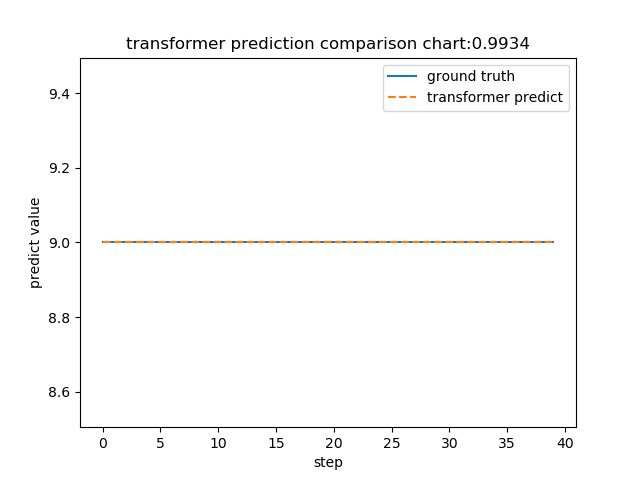 transformer prediction comparison chart:0.9934
ground truth
transformer predict
9.4
9.2
9.0
8.8
8.6
predict value
0 5 10 15 20 25 30 35 40
step